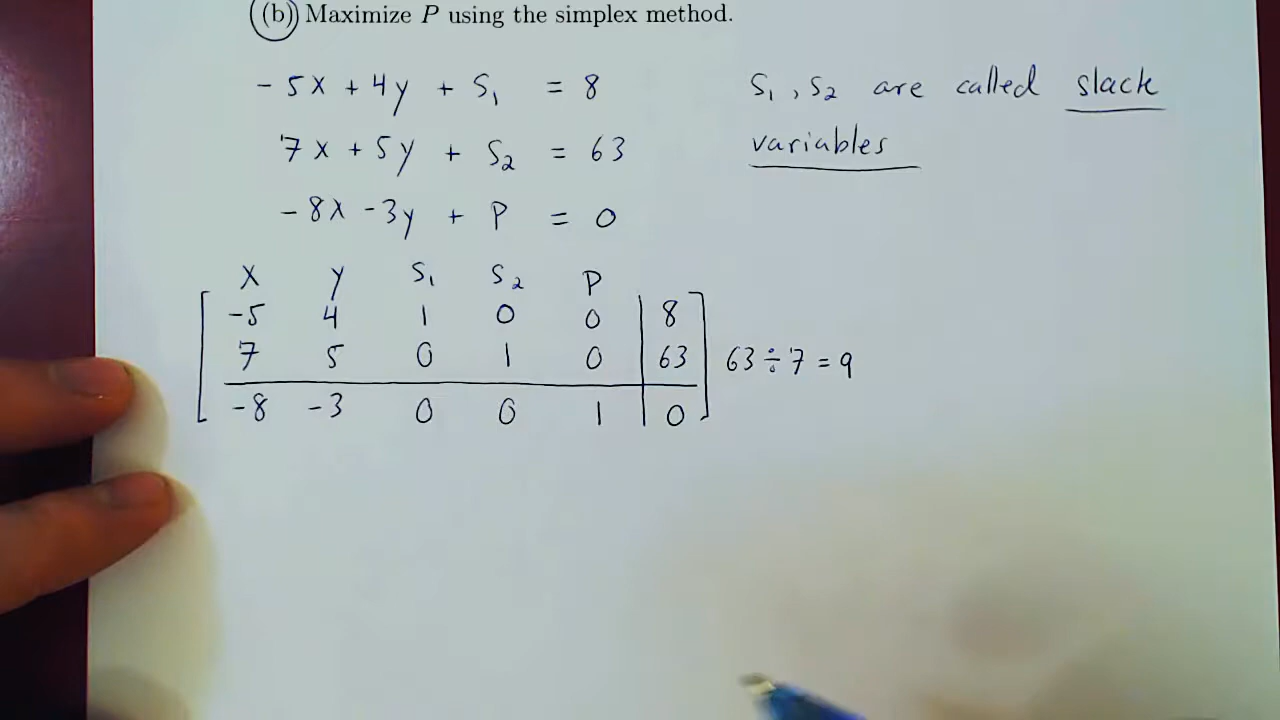 (b) Maximize P using the simplex method.
-5x + 4y + S₁ = 8
S₁, S₂ are called slack
variables
7x + 5y + S₂ = 63
-8x - 3y + P = 0
x y S₁ S₂ P
-5 4 1 0 0 8
7 5 0 1 0 63 63 ÷ 7 = 9
-8 -3 0 0 1 0